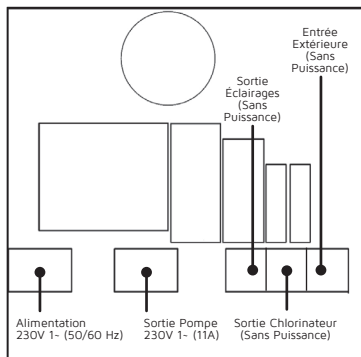 Entrée
Extérieure
(Sans
Puissance)
Sortie
Éclairages
(Sans
Puissance)
Alimentation
230V 1~ (50/60 Hz)
Sortie Pompe
230V 1~ (11A)
Sortie Chlorinateur
(Sans Puissance)